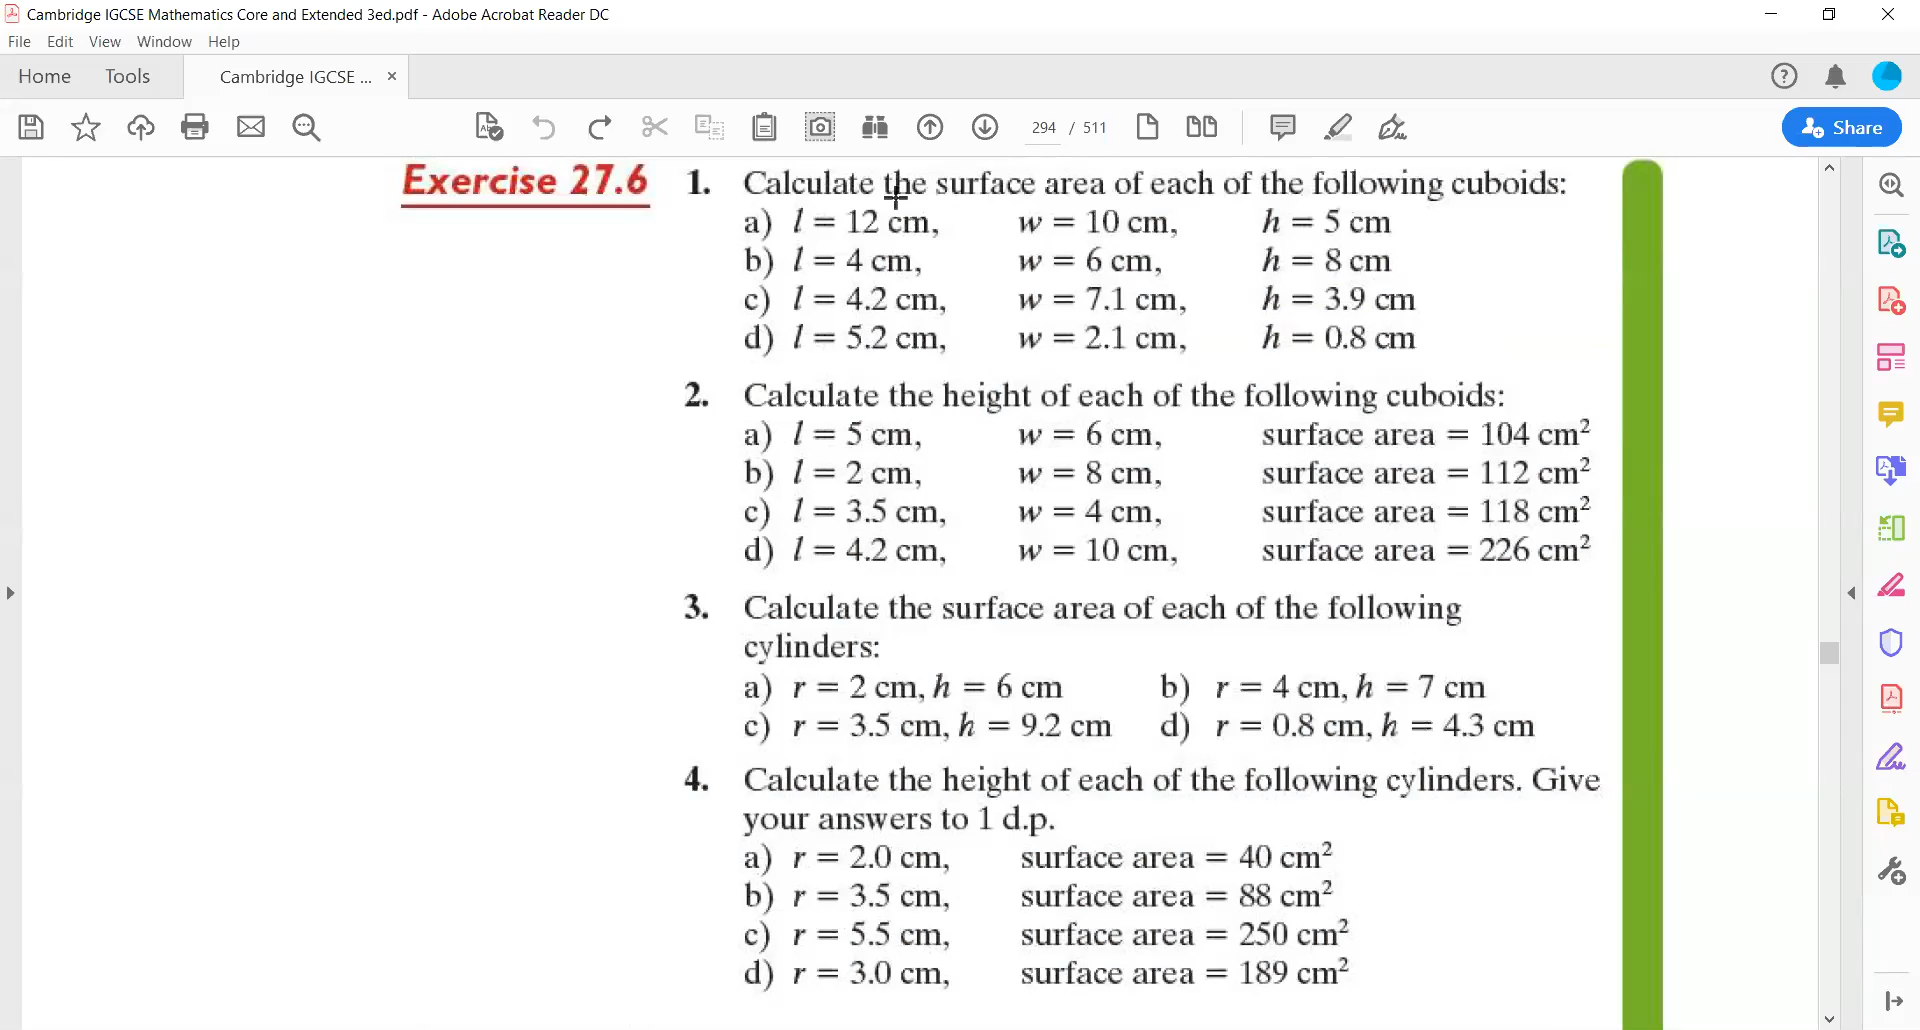 Cambridge IGCSE Mathematics Core and Extended 3ed.pdf - Adobe Acrobat Reader DC
File Edit View Window Help
Home Tools Cambridge IGCSE ... ×
294 / 511
Share
Exercise 27.6
1. Calculate the surface area of each of the following cuboids:
a) l = 12 cm, w = 10 cm, h = 5 cm
b) l = 4 cm, w = 6 cm, h = 8 cm
c) l = 4.2 cm, w = 7.1 cm, h = 3.9 cm
d) l = 5.2 cm, w = 2.1 cm, h = 0.8 cm
2. Calculate the height of each of the following cuboids:
a) l = 5 cm, w = 6 cm, surface area = 104 cm²
b) l = 2 cm, w = 8 cm, surface area = 112 cm²
c) l = 3.5 cm, w = 4 cm, surface area = 118 cm²
d) l = 4.2 cm, w = 10 cm, surface area = 226 cm²
3. Calculate the surface area of each of the following
cylinders:
a) r = 2 cm, h = 6 cm b) r = 4 cm, h = 7 cm
c) r = 3.5 cm, h = 9.2 cm d) r = 0.8 cm, h = 4.3 cm
4. Calculate the height of each of the following cylinders. Give
your answers to 1 d.p.
a) r = 2.0 cm, surface area = 40 cm²
b) r = 3.5 cm, surface area = 88 cm²
c) r = 5.5 cm, surface area = 250 cm²
d) r = 3.0 cm, surface area = 189 cm²